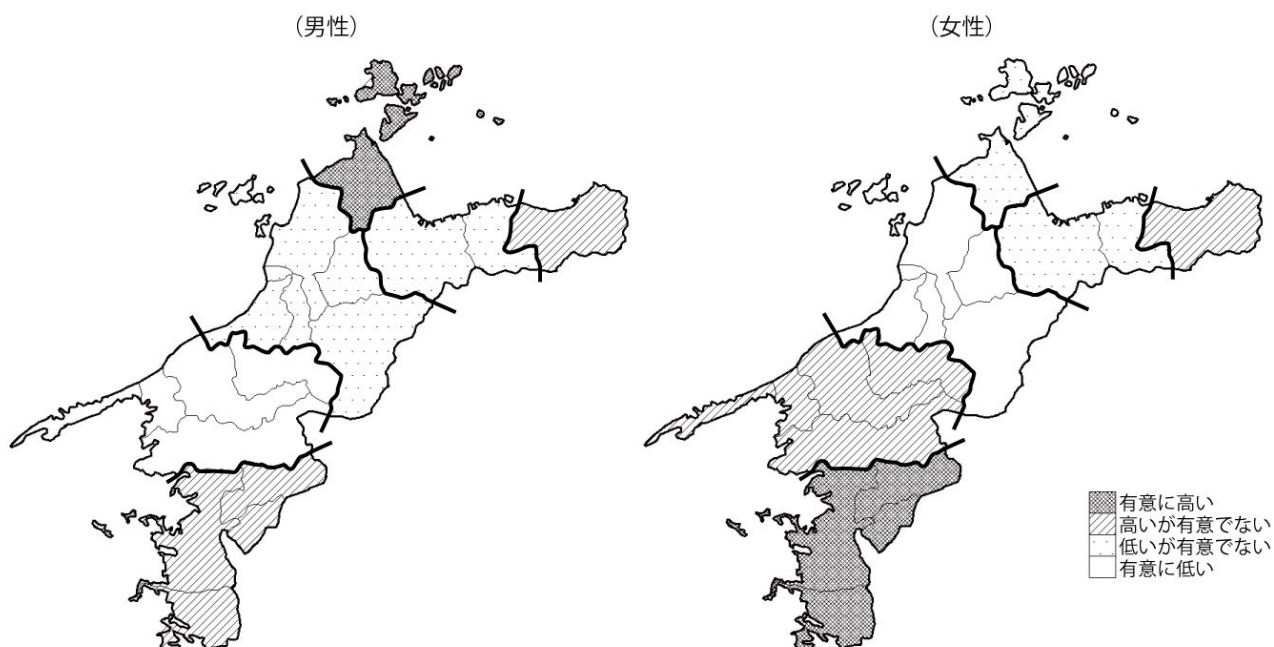 （男性）
（女性）
有意に高い
高いが有意でない
低いが有意でない
有意に低い